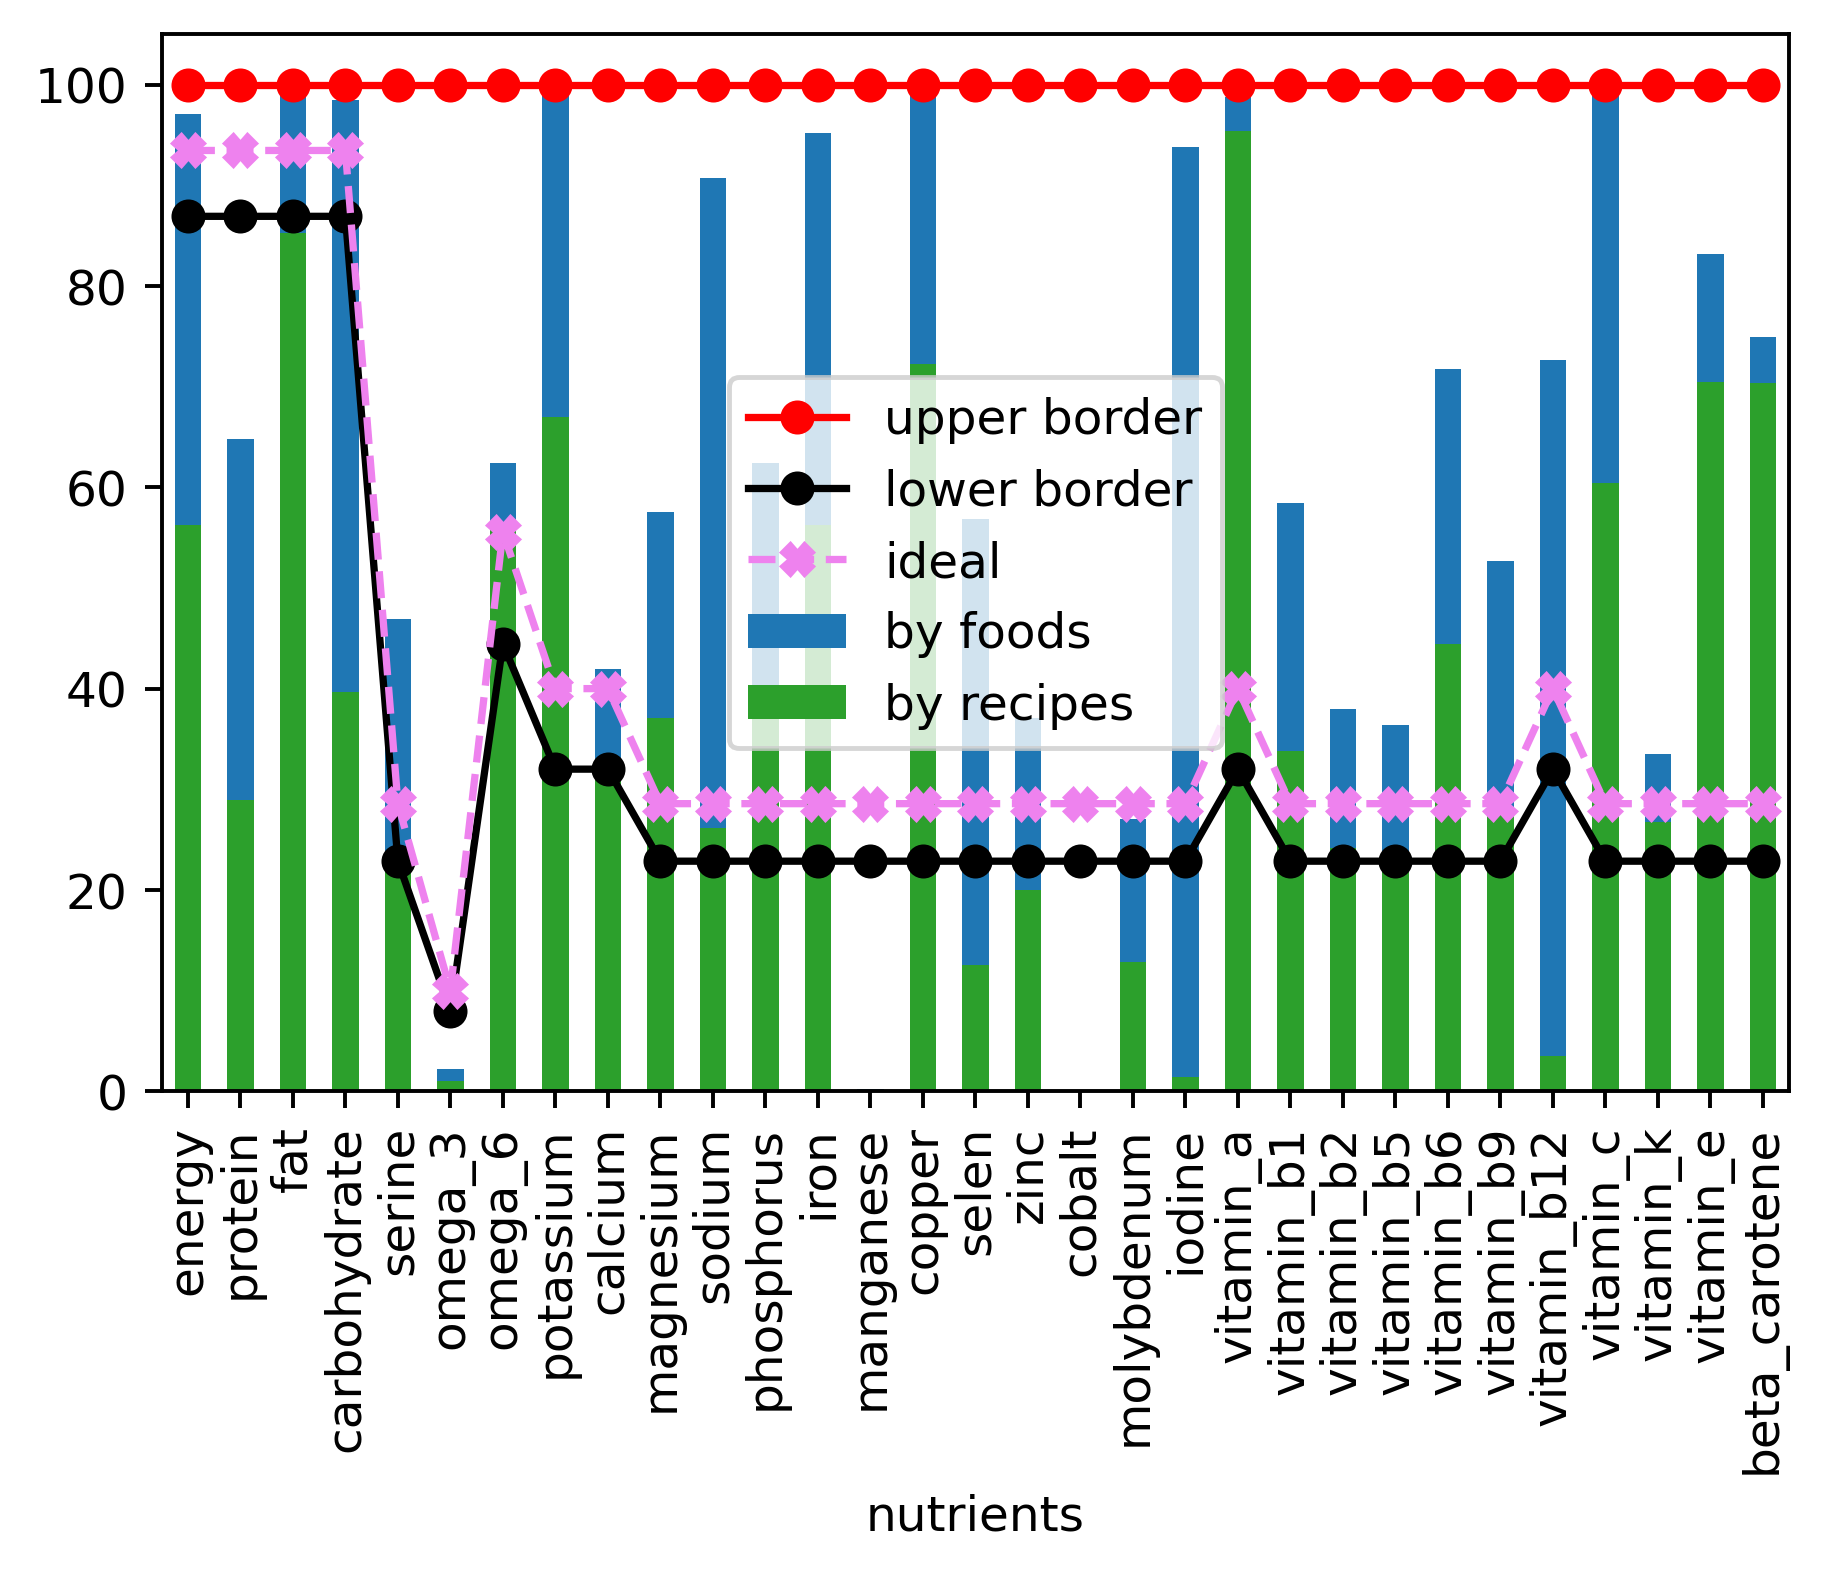 100
80
60
40
20
0
upper border
lower border
ideal
by foods
by recipes
energy
protein
fat
carbohydrate
serine
omega_3
omega_6
potassium
calcium
magnesium
sodium
phosphorus
iron
manganese
copper
selen
zinc
cobalt
molybdenum
iodine
vitamin_a
vitamin_b1
vitamin_b2
vitamin_b5
vitamin_b6
vitamin_b9
vitamin_b12
vitamin_c
vitamin_k
vitamin_e
beta_carotene
nutrients